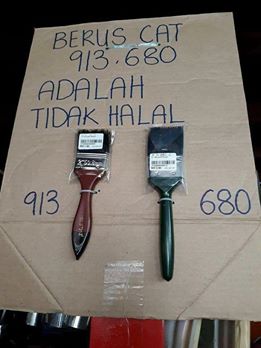 BERUS CAT
913.680
ADALAH
TIDAK HALAL
913
680